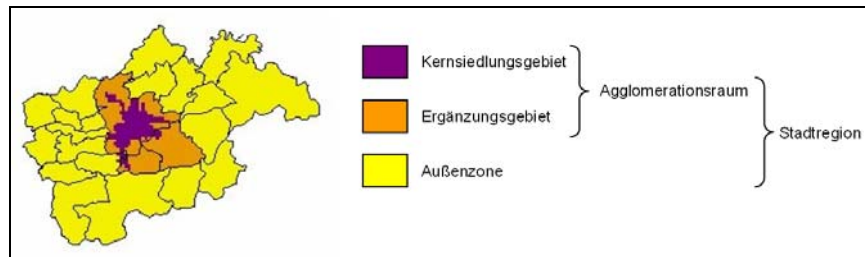 Kernsiedlungsgebiet
Agglomerationsraum
Ergänzungsgebiet
Stadtregion
Außenzone